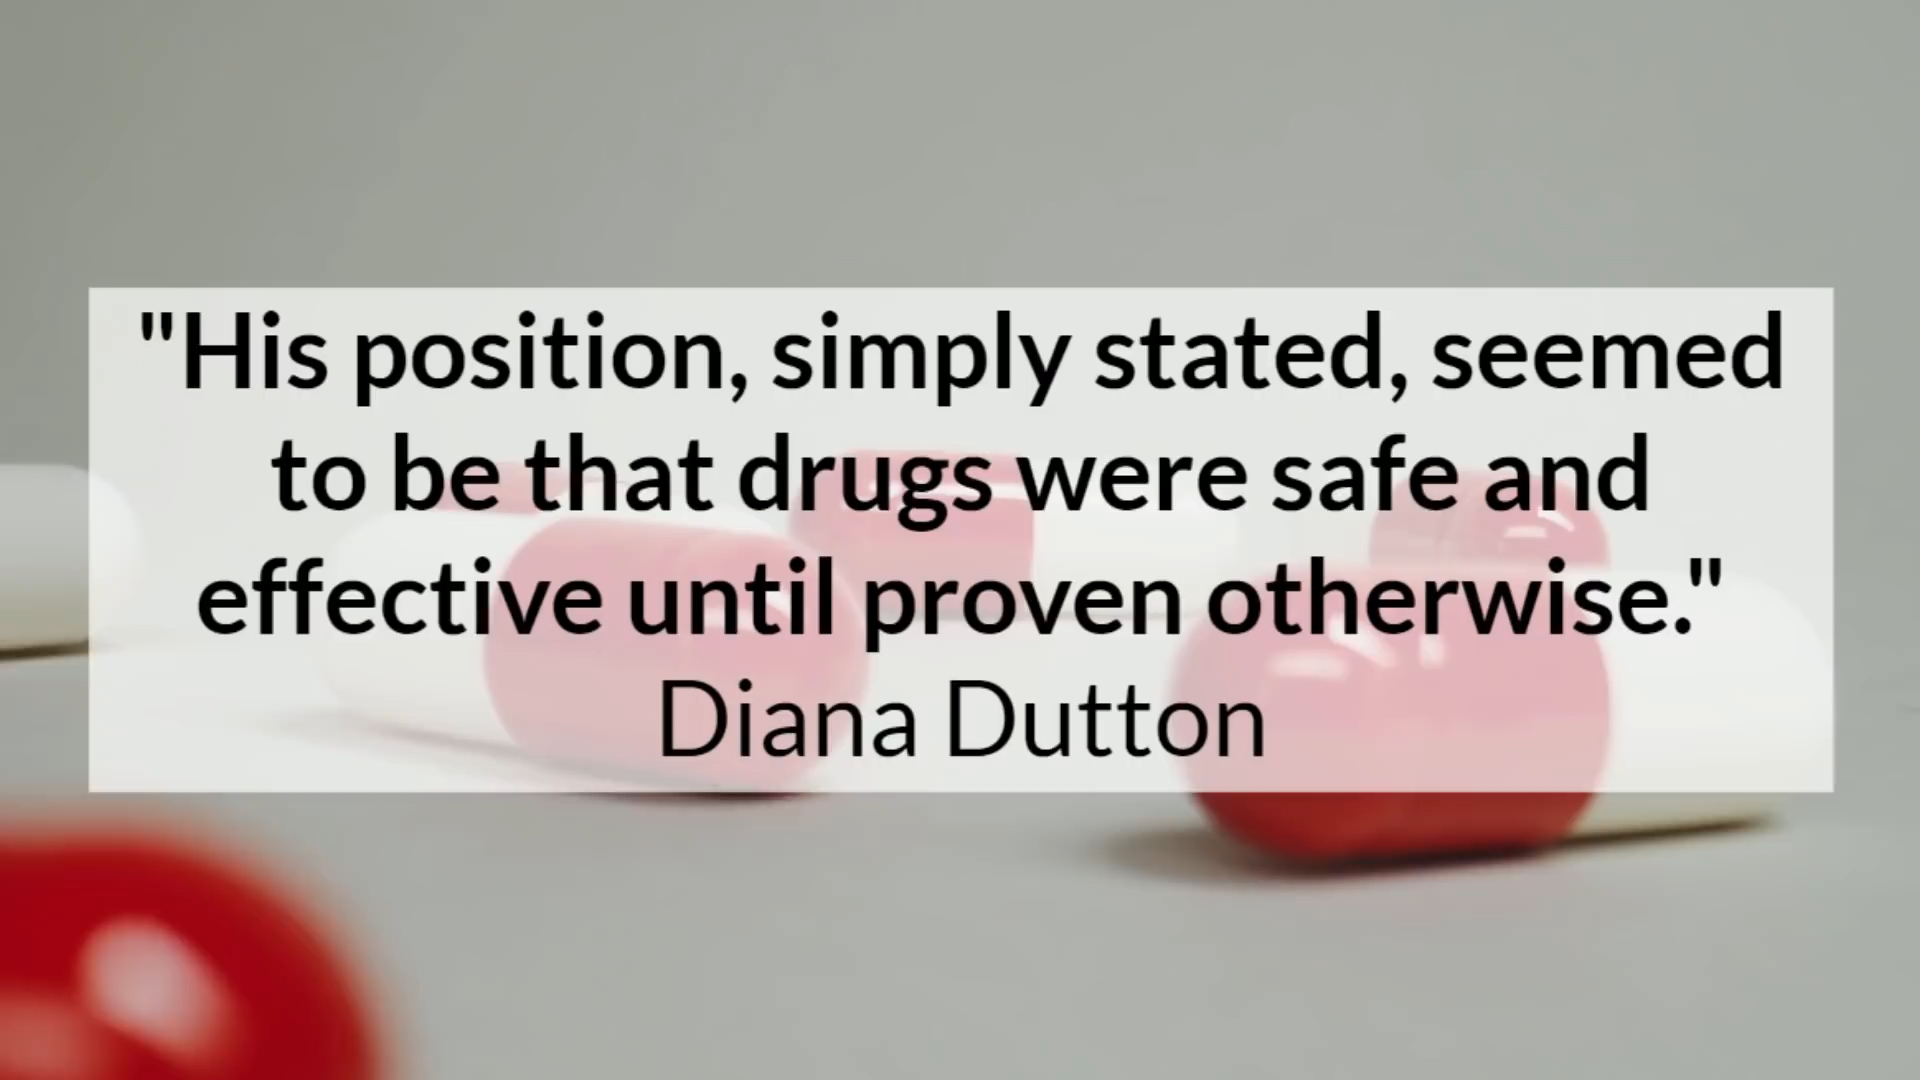 "His position, simply stated, seemed
to be that drugs were safe and
effective until proven otherwise."
Diana Dutton